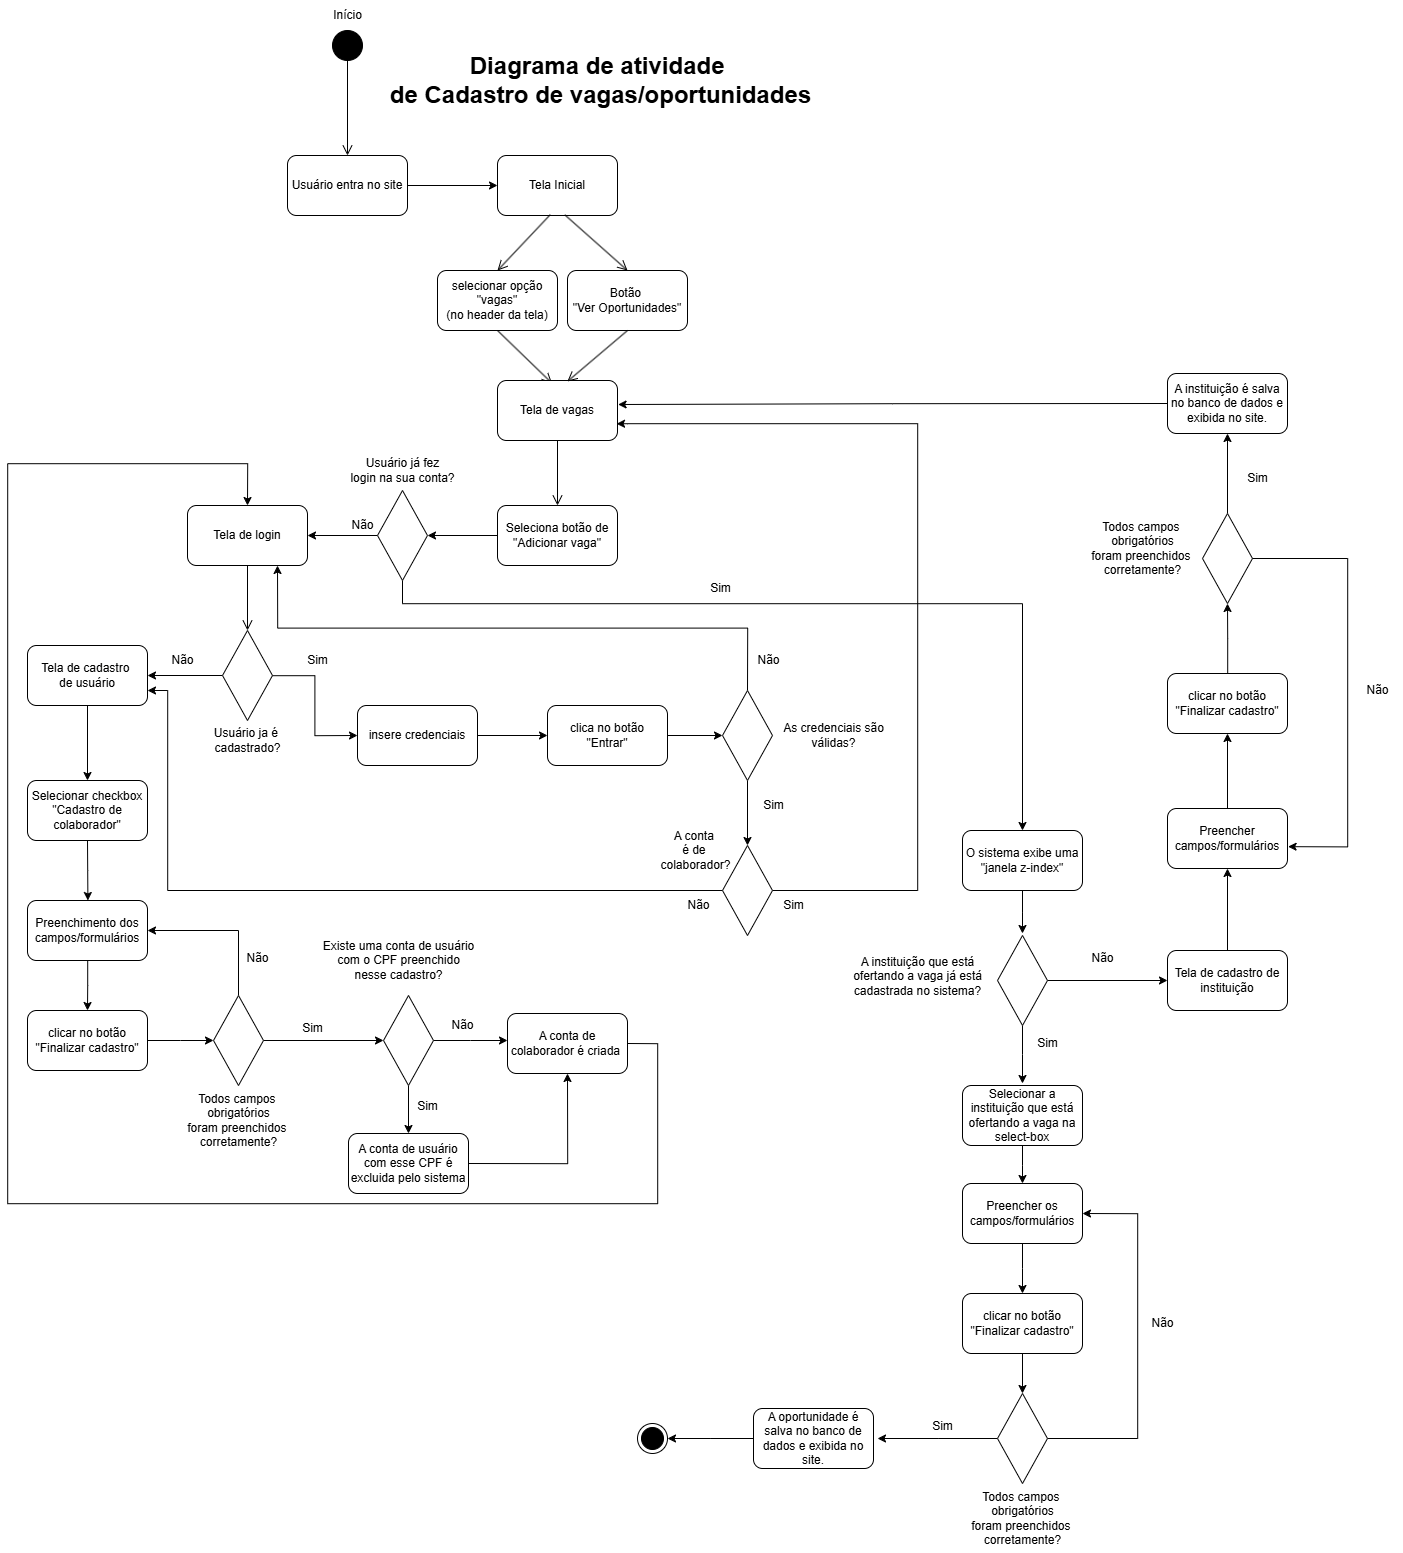 Início
Diagrama de atividade
de Cadastro de vagas/oportunidades
Usuário entra no site
Tela Inicial
selecionar opção
"vagas"
(no header da tela)
Botão
"Ver Oportunidades"
Tela de vagas
A instituição é salva
no banco de dados e
exibida no site.
Usuário já fez
login na sua conta?
Sim
Tela de login
Não
Seleciona botão de
"Adicionar vaga"
Todos campos
obrigatórios
foram preenchidos
corretamente?
Sim
Tela de cadastro
de usuário
Não
Sim
Não
clicar no botão
"Finalizar cadastro"
Não
Usuário ja é
cadastrado?
insere credenciais
clica no botão
"Entrar"
As credenciais são
válidas?
Selecionar checkbox
"Cadastro de
colaborador"
Sim
A conta
é de
colaborador?
O sistema exibe uma
"janela z-index"
Preencher
campos/formulários
Não
Sim
Preenchimento dos
campos/formulários
Não
Existe uma conta de usuário
com o CPF preenchido
nesse cadastro?
A instituição que está
ofertando a vaga já está
cadastrada no sistema?
Não
Tela de cadastro de
instituição
clicar no botão
"Finalizar cadastro"
Sim
Não
A conta de
colaborador é criada
Sim
Todos campos
obrigatórios
foram preenchidos
corretamente?
Sim
A conta de usuário
com esse CPF é
excluida pelo sistema
Selecionar a
instituição que está
ofertando a vaga na
select-box
Preencher os
campos/formulários
clicar no botão
"Finalizar cadastro"
Não
A oportunidade é
salva no banco de
dados e exibida no
site.
Sim
Todos campos
obrigatórios
foram preenchidos
corretamente?